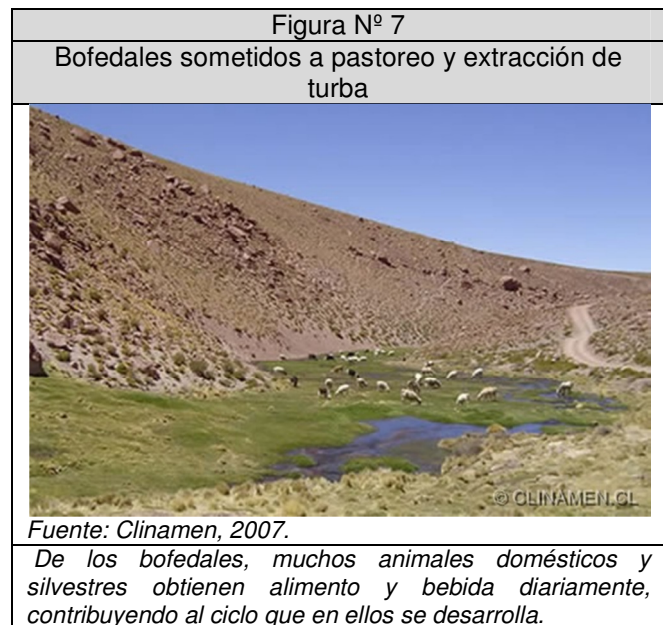 Figura Nº 7
Bofedales sometidos a pastoreo y extracción de
turba
© CLINAMEN.CL
Fuente: Clinamen, 2007.
De los bofedales, muchos animales domésticos y
silvestres obtienen alimento y bebida diariamente,
contribuyendo al ciclo que en ellos se desarrolla.